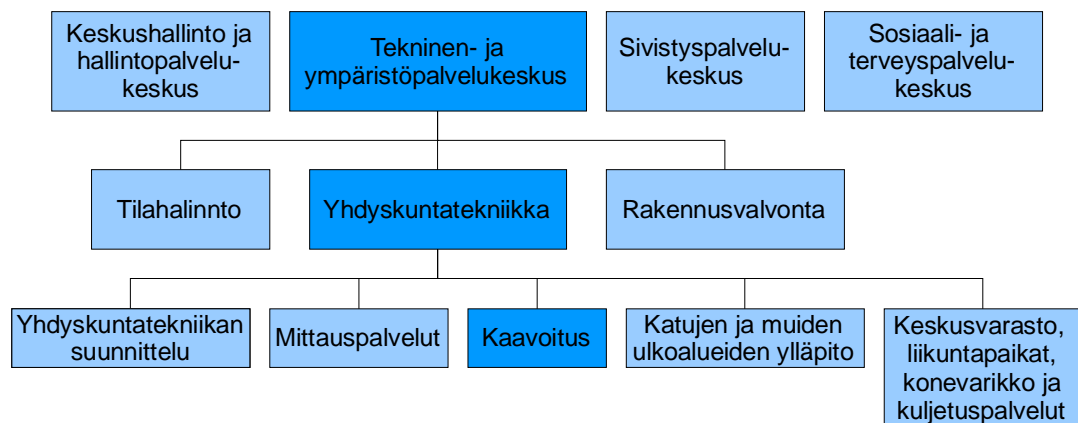 Keskushallinto ja
hallintopalvelu-
keskus
Tekninen- ja
ympäristöpalvelukeskus
Sivistyspalvelu-
keskus
Sosiaali- ja
terveyspalvelu-
keskus
Tilahalinnto
Yhdyskuntatekniikka
Rakennusvalvonta
Yhdyskuntatekniikan
suunnittelu
Mittauspalvelut
Kaavoitus
Katujen ja muiden
ulkoalueiden ylläpito
Keskusvarasto,
liikuntapaikat,
konevarikko ja
kuljetuspalvelut